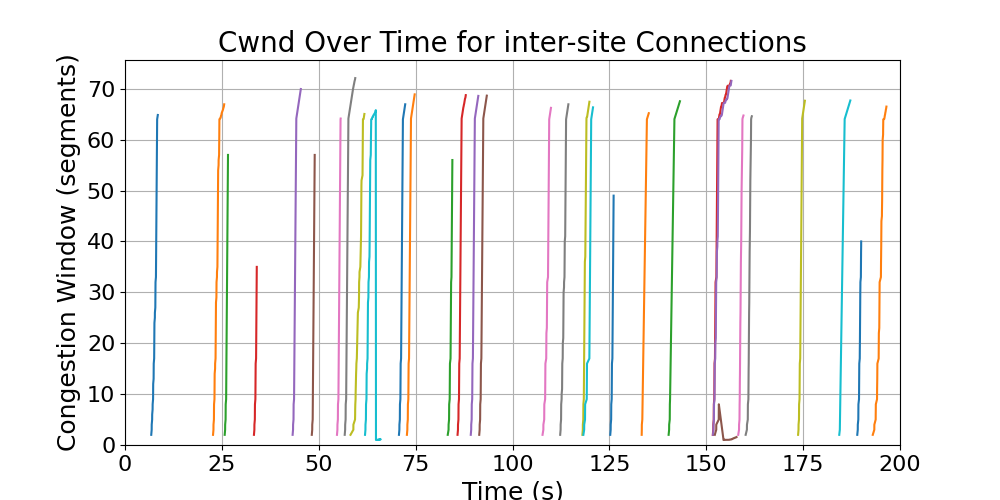 Cwnd Over Time for inter-site Connections
Congestion Window (segments)
70
60
50
40
30
20
10
0
0 25 50 75 100 125 150 175 200
Time (s)